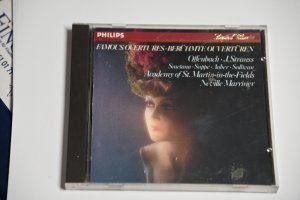 PHILIPS
FAMOUS OVERTURES · BERÜHMTE OUVERTÜREN
Offenbach · J. Strauss
Smetana · Suppé · Auber · Sullivan
Academy of St. Martin-in-the-Fields
Neville Marriner